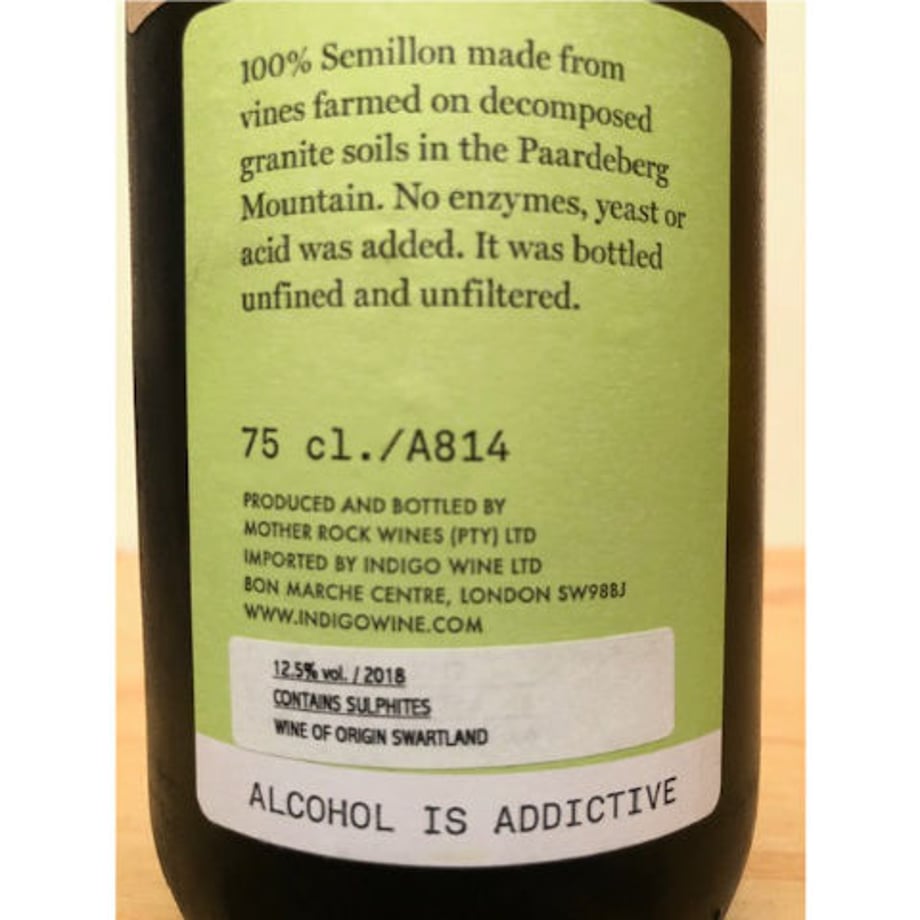 100% Semillon made from
vines farmed on decomposed
granite soils in the Paardeberg
Mountain. No enzymes, yeast or
acid was added. It was bottled
unfined and unfiltered.
75 cl./A814
PRODUCED AND BOTTLED BY
MOTHER ROCK WINES (PTY) LTD
IMPORTED BY INDIGO WINE LTD
BON MARCHE CENTRE, LONDON SW98BJ
WWW.INDIGOWINE.COM
12.5% vol. / 2018
CONTAINS SULPHITES
WINE OF ORIGIN SWARTLAND
ALCOHOL IS ADDICTIVE